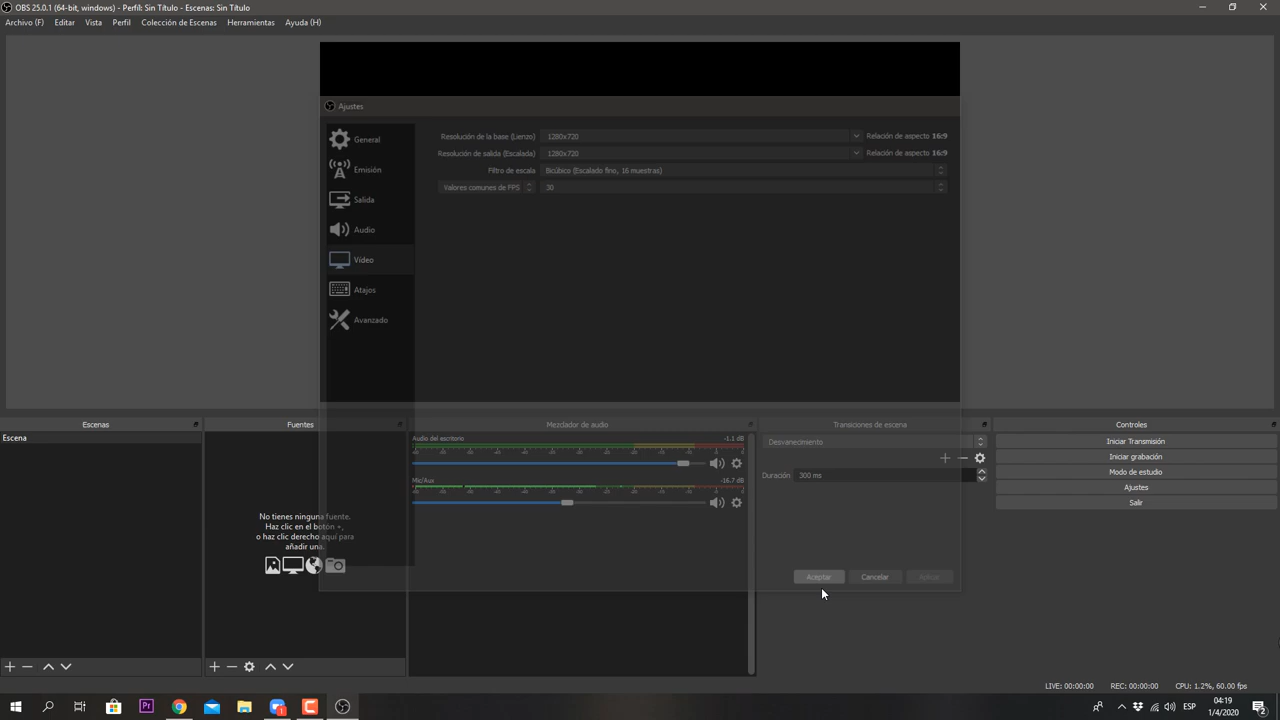 OBS 25.0.1 (64-bit, windows) - Perfil: Sin Título - Escenas: Sin Título
Archivo (F) Editar Vista Perfil Colección de Escenas Herramientas Ayuda (H)
Ajustes
General
Emisión
Salida
Audio
Vídeo
Atajos
Avanzado
Resolución de la base (Lienzo) 1280x720 Relación de aspecto 16:9
Resolución de salida (Escalada) 1280x720 Relación de aspecto 16:9
Filtro de escala Bicúbico (Escalado fino, 16 muestras)
Valores comunes de FPS 30
Escenas
Escena
Fuentes
No tienes ninguna fuente.
Haz clic en el botón +,
o haz clic derecho aquí para
añadir una.
Mezclador de audio
Audio del escritorio -1.1 dB
Mic/Aux -16.7 dB
Transiciones de escena
Desvanecimiento
Duración 300 ms
Aceptar Cancelar Aplicar
Controles
Iniciar Transmisión
Iniciar grabación
Modo de estudio
Ajustes
Salir
LIVE: 00:00:00 REC: 00:00:00 CPU: 1.2%, 60.00 fps
Pr
1
ESP
04:19
1/4/2020
2